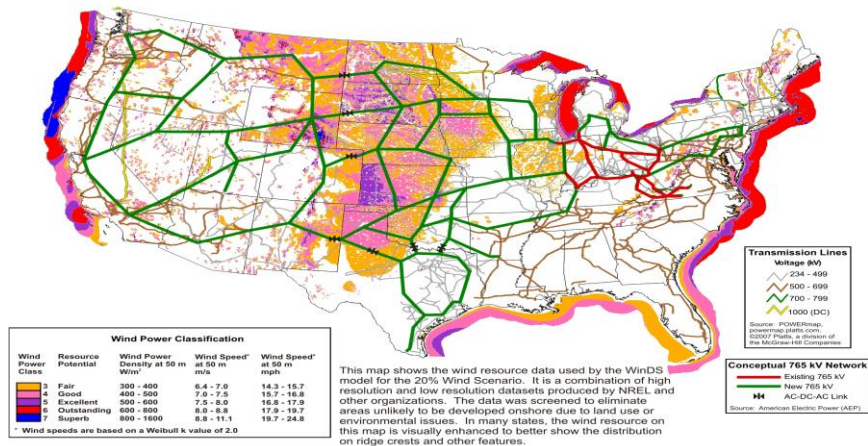 Transmission Lines
Voltage (kV)
234 - 499
500 - 699
700 - 799
1000 (DC)
Source: POWERmap,
powermap.platts.com,
©2007 Platts, a division of
the McGraw-Hill Companies
Wind Power Classification
Wind Power Class
Resource Potential
Wind Power Density at 50 m W/m²
Wind Speed* at 50 m m/s
Wind Speed* at 50 m mph
3 Fair 300 - 400 6.4 - 7.0 14.3 - 15.7
4 Good 400 - 500 7.0 - 7.5 15.7 - 16.8
5 Excellent 500 - 600 7.5 - 8.0 16.8 - 17.9
6 Outstanding 600 - 800 8.0 - 8.8 17.9 - 19.7
7 Superb 800 - 1600 8.8 - 11.1 19.7 - 24.8
* Wind speeds are based on a Weibull k value of 2.0
This map shows the wind resource data used by the WinDS
model for the 20% Wind Scenario. It is a combination of high
resolution and low resolution datasets produced by NREL and
other organizations. The data was screened to eliminate
areas unlikely to be developed onshore due to land use or
environmental issues. In many states, the wind resource on
this map is visually enhanced to better show the distribution
on ridge crests and other features.
Conceptual 765 kV Network
Existing 765 kV
New 765 kV
AC-DC-AC Link
Source: American Electric Power (AEP)